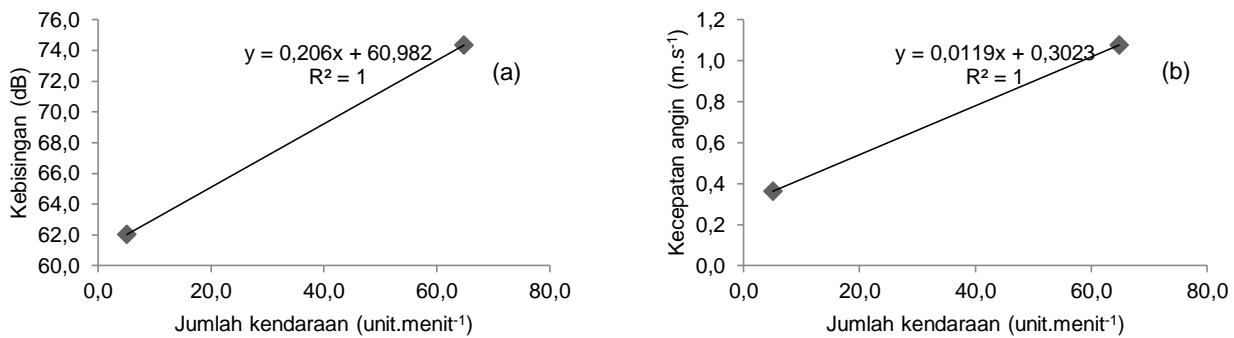 76,0
74,0
72,0
70,0
68,0
66,0
64,0
62,0
60,0
Kebisingan (dB)
y = 0,206x + 60,982
R² = 1
(a)
0,0 20,0 40,0 60,0 80,0
Jumlah kendaraan (unit.menit⁻¹)
1,2
1,0
0,8
0,6
0,4
0,2
0,0
Kecepatan angin (m.s⁻¹)
y = 0,0119x + 0,3023
R² = 1
(b)
0,0 20,0 40,0 60,0 80,0
Jumlah kendaraan (unit.menit⁻¹)